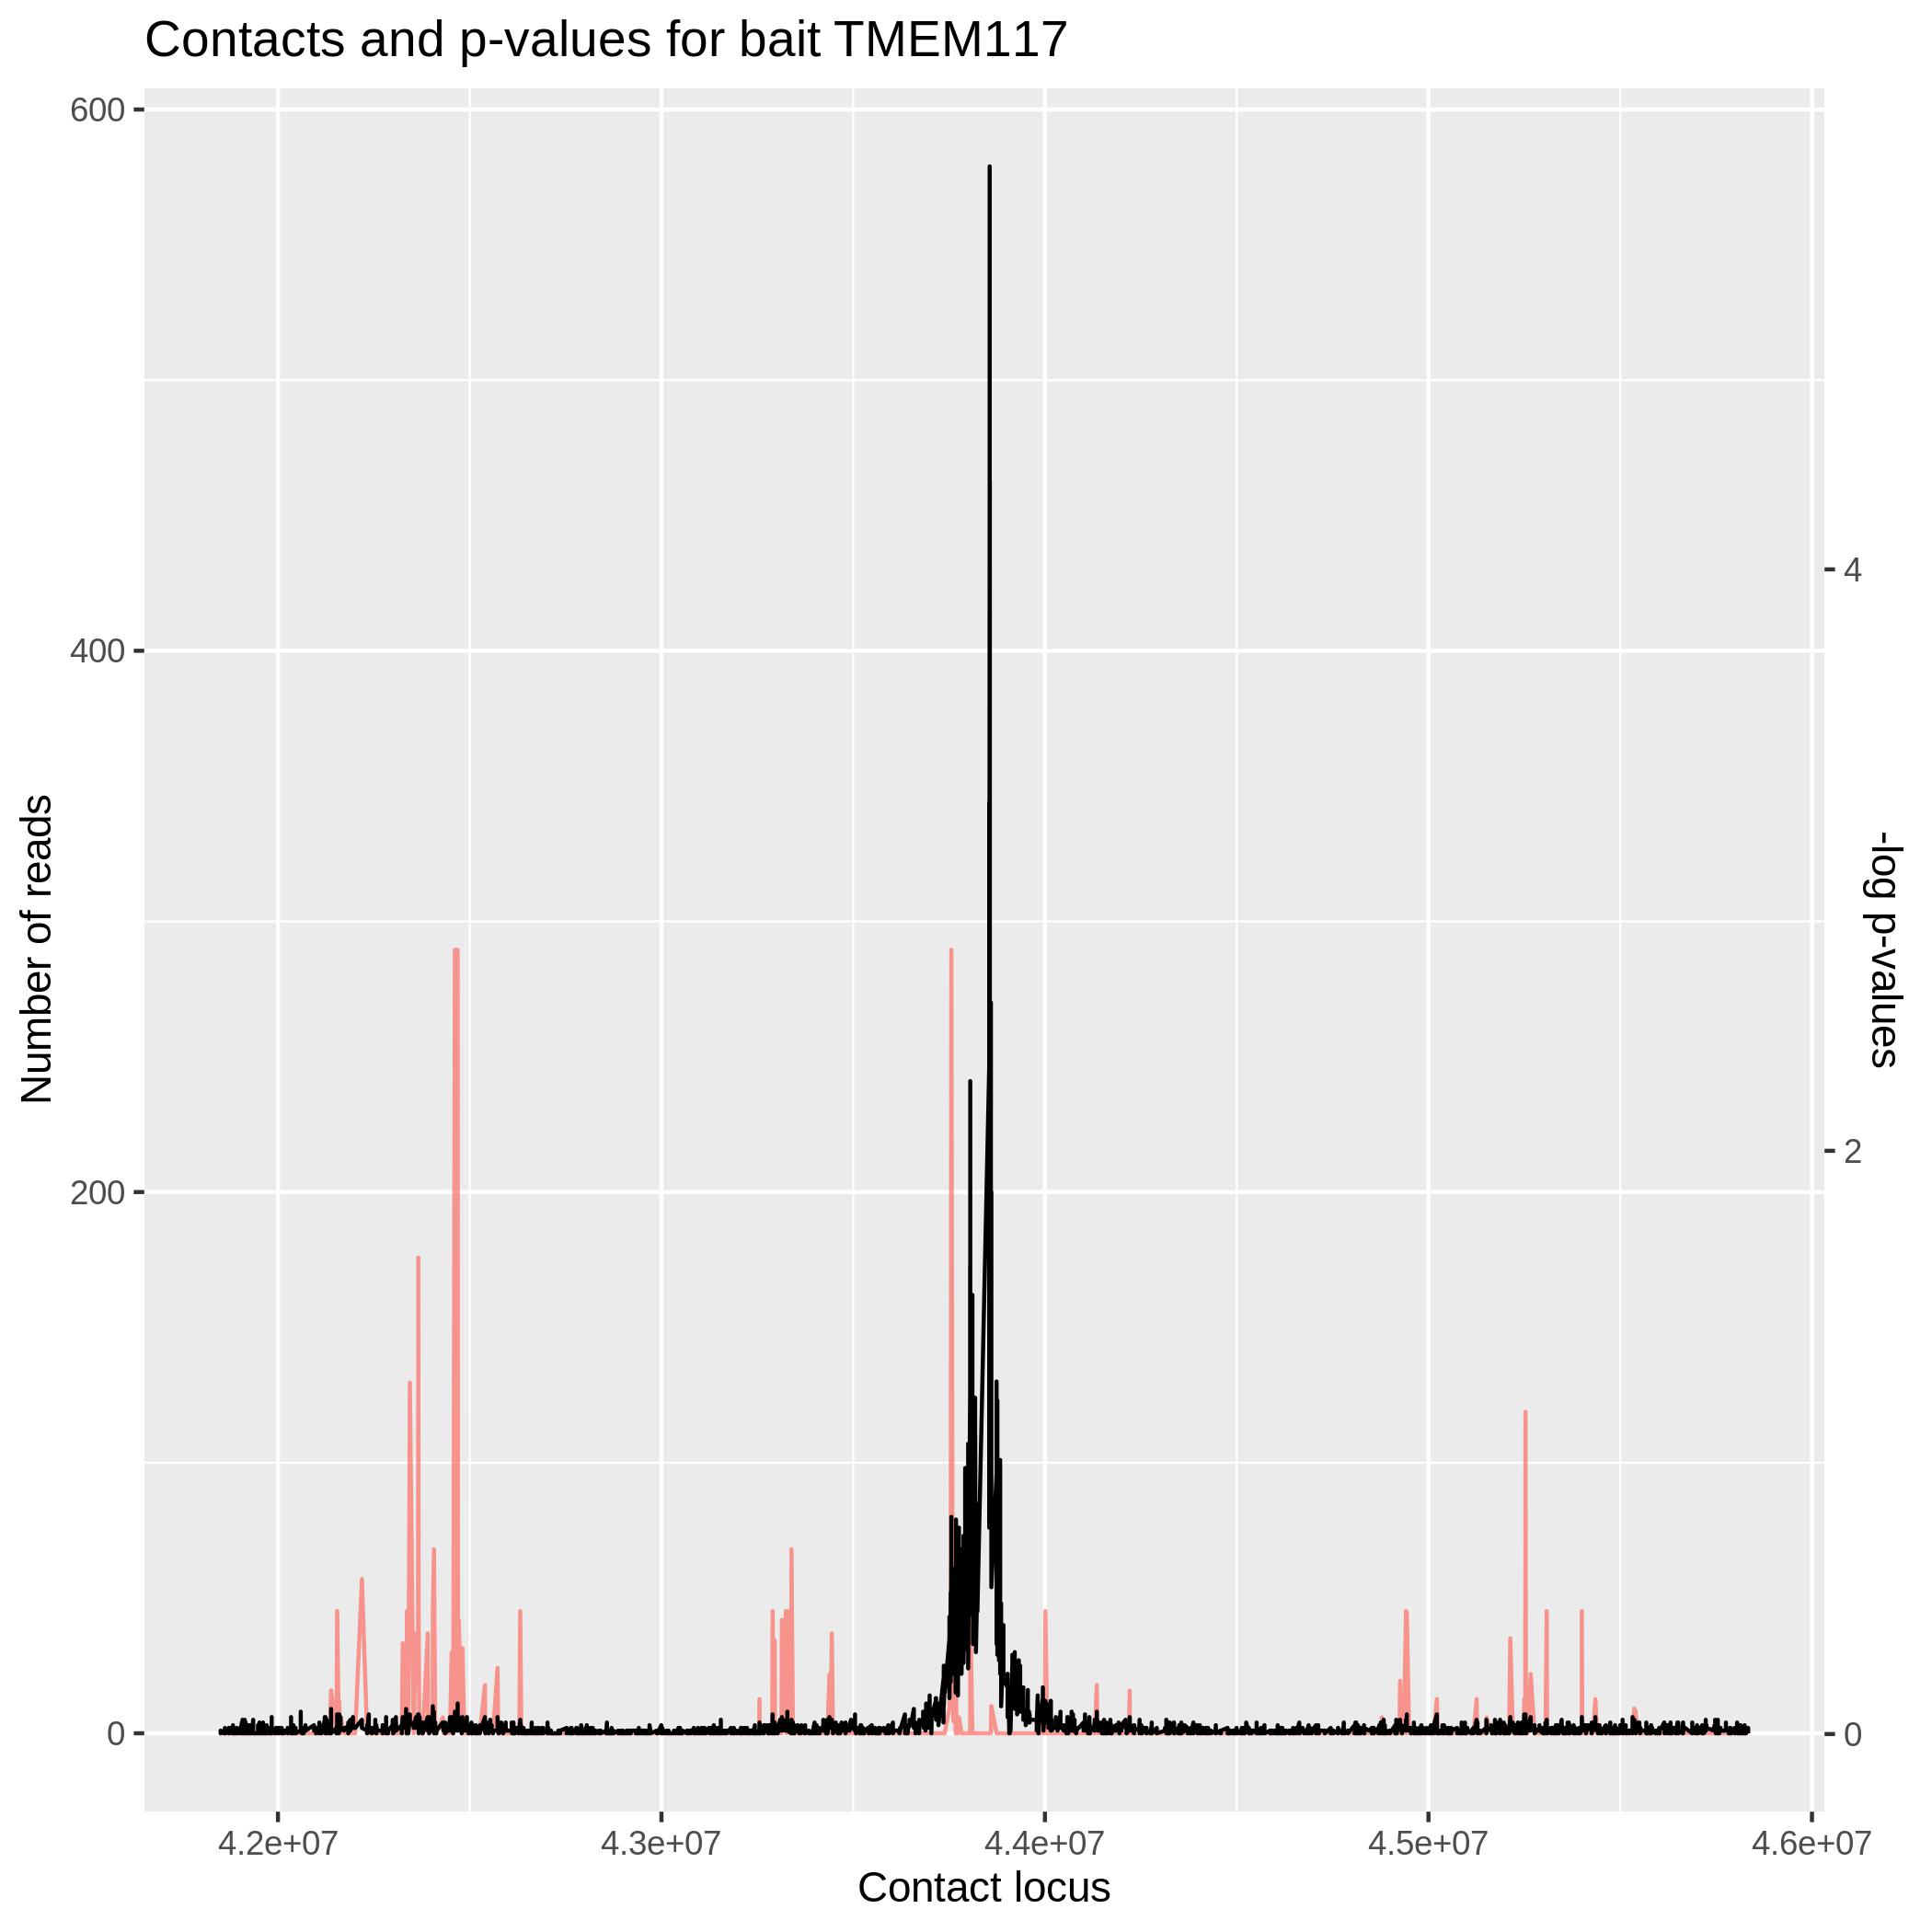 Contacts and p-values for bait TMEM117
600
400
200
0
Number of reads
4
2
0
-log p-values
4.2e+07
4.3e+07
4.4e+07
4.5e+07
4.6e+07
Contact locus